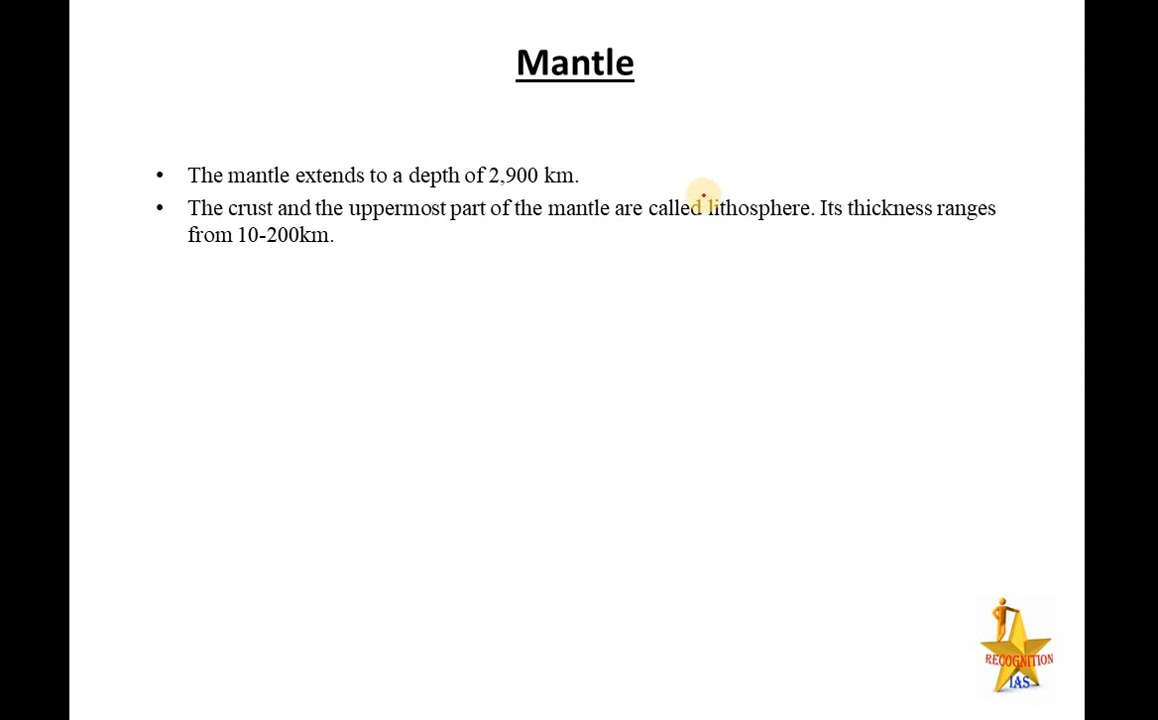 Mantle
• The mantle extends to a depth of 2,900 km.
• The crust and the uppermost part of the mantle are called lithosphere. Its thickness ranges
from 10-200km.
RECOGNITION
IAS